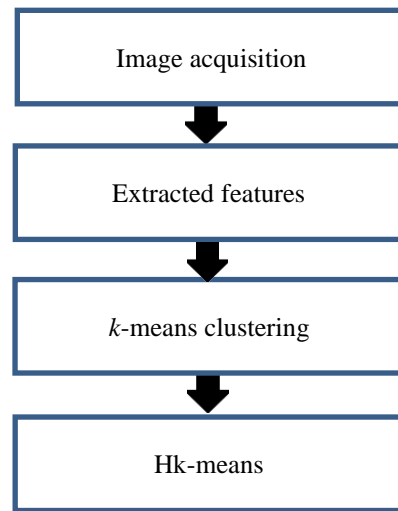 Image acquisition
Extracted features
k-means clustering
Hk-means